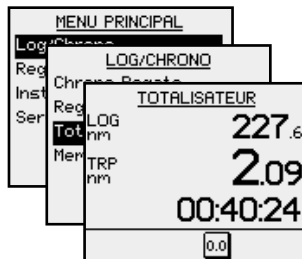 MENU PRINCIPAL
Log/Chrono
Reg
Inst
Ser
LOG/CHRONO
Chrono Regate
Reg
Tot
Mem
TOTALISATEUR
LOG 227.6
nm
TRP 2.09
nm
00:40:24
0.0